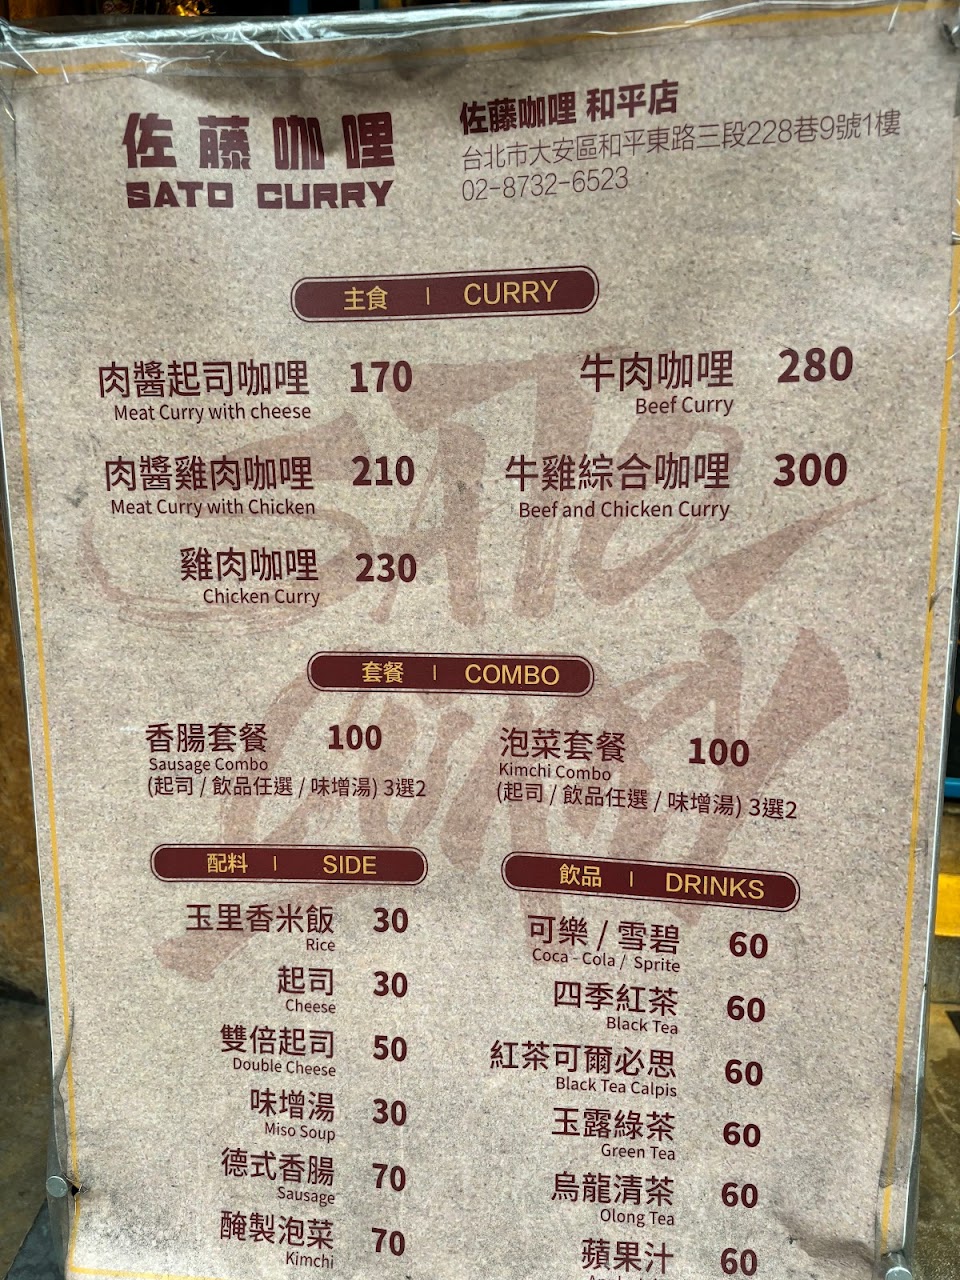 佐藤咖哩
SATO CURRY
佐藤咖哩 和平店
台北市大安區和平東路三段228巷9號1樓
02-8732-6523
主食 | CURRY
肉醬起司咖哩 170
Meat Curry with cheese
肉醬雞肉咖哩 210
Meat Curry with Chicken
雞肉咖哩 230
Chicken Curry
牛肉咖哩 280
Beef Curry
牛雞綜合咖哩 300
Beef and Chicken Curry
套餐 | COMBO
香腸套餐 100
Sausage Combo
(起司 / 飲品任選 / 味增湯) 3選2
泡菜套餐 100
Kimchi Combo
(起司 / 飲品任選 / 味增湯) 3選2
配料 | SIDE
玉里香米飯 30
Rice
起司 30
Cheese
雙倍起司 50
Double Cheese
味增湯 30
Miso Soup
德式香腸 70
Sausage
醃製泡菜 70
Kimchi
飲品 | DRINKS
可樂 / 雪碧 60
Coca - Cola / Sprite
四季紅茶 60
Black Tea
紅茶可爾必思 60
Black Tea Calpis
玉露綠茶 60
Green Tea
烏龍清茶 60
Olong Tea
蘋果汁 60